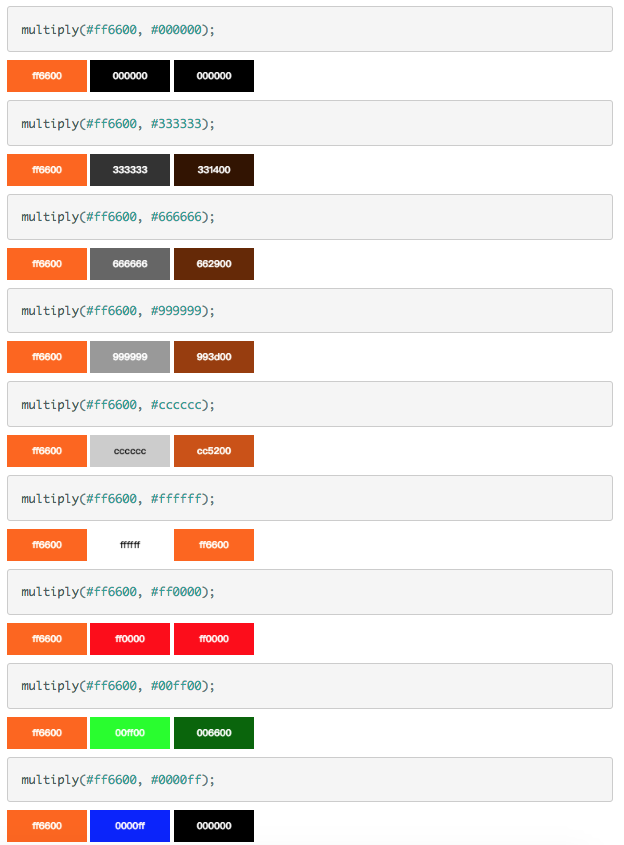 multiply(#ff6600, #000000);
ff6600 000000 000000
multiply(#ff6600, #333333);
ff6600 333333 331400
multiply(#ff6600, #666666);
ff6600 666666 662900
multiply(#ff6600, #999999);
ff6600 999999 993d00
multiply(#ff6600, #cccccc);
ff6600 cccccc cc5200
multiply(#ff6600, #ffffff);
ff6600 ffffff ff6600
multiply(#ff6600, #ff0000);
ff6600 ff0000 ff0000
multiply(#ff6600, #00ff00);
ff6600 00ff00 006600
multiply(#ff6600, #0000ff);
ff6600 0000ff 000000